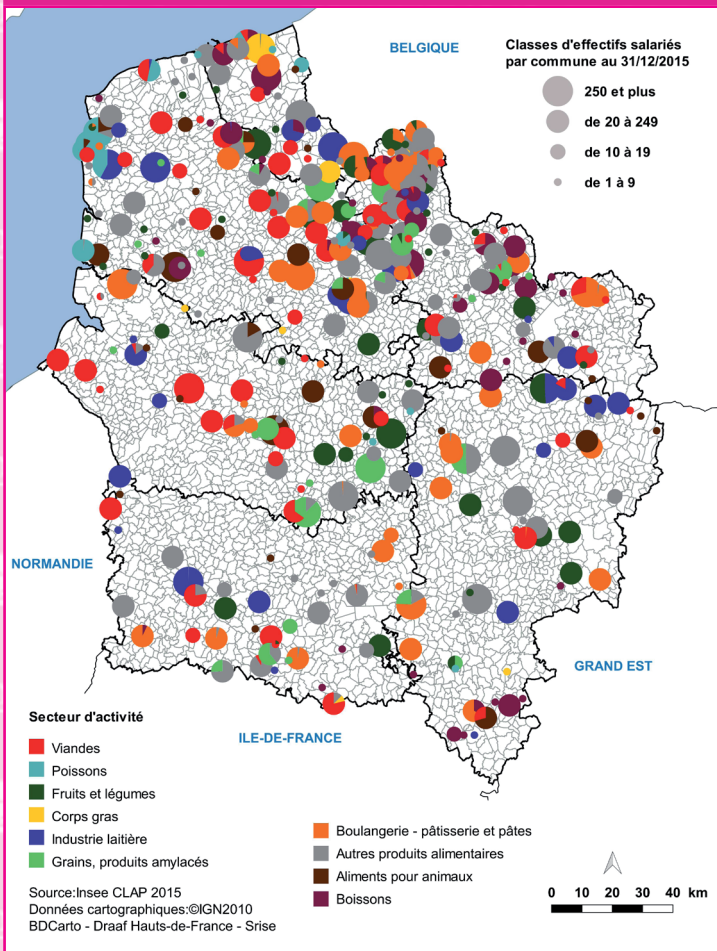 BELGIQUE
Classes d'effectifs salariés
par commune au 31/12/2015
250 et plus
de 20 à 249
de 10 à 19
de 1 à 9
NORMANDIE
GRAND EST
ILE-DE-FRANCE
Secteur d'activité
Viandes
Poissons
Fruits et légumes
Corps gras
Industrie laitière
Grains, produits amylacés
Boulangerie - pâtisserie et pâtes
Autres produits alimentaires
Aliments pour animaux
Boissons
Source:Insee CLAP 2015
Données cartographiques:©IGN2010
BDCarto - Draaf Hauts-de-France - Srise
0 10 20 30 40 km